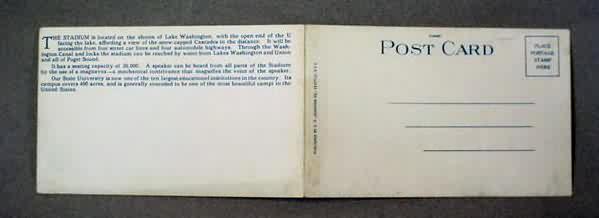 THE STADIUM is located on the shores of Lake Washington, with the open end of the U
facing the lake, affording a view of the snow-capped Cascades in the distance. It will be
accessible from four street car lines and four automobile highways. Through the Wash-
ington Canal and locks the stadium can be reached by water from Lakes Washington and Union
and all of Puget Sound.
It has a seating capacity of 30,000. A speaker can be heard from all parts of the Stadium
by the use of a magnavox—a mechanical contrivance that magnifies the voice of the speaker.
Our State University is now one of the ten largest educational institutions in the country. Its
campus covers 400 acres, and is generally conceded to be one of the most beautiful campi in the
United States.
POST CARD
PLACE
POSTAGE
STAMP
HERE
PUBLISHED BY